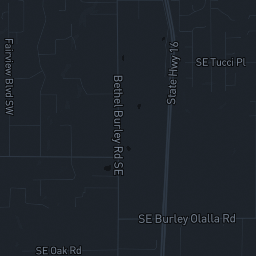 Fairview Blvd SW
Bethel Burley Rd SE
State Hwy 16
SE Tucci Pl
SE Burley Olalla Rd
SE Oak Rd